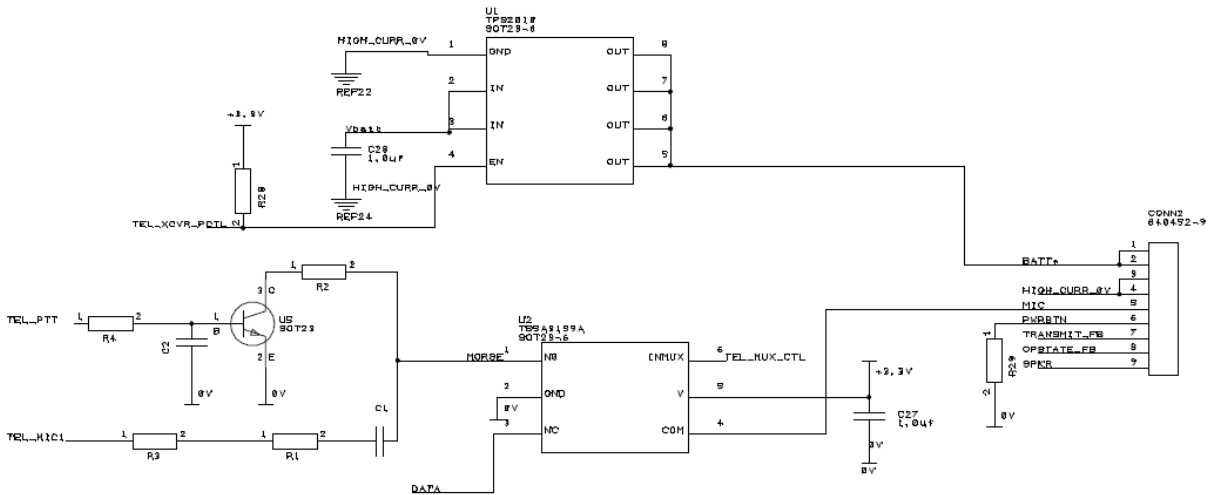 U1
TPS2018
SOT23-8
HIGH_CURR_0V 1 GND OUT 8
REF22
2 IN OUT 7
+3.3V
Vbatt 3 IN OUT 6
C28
1.0uF
4 EN OUT 5
1
R28
2
HIGH_CURR_0V
REF24
TEL_XCVR_PCTL
CONN2
640452-9
1
BATT+ 2
3
HIGH_CURR_0V 4
MIC 5
PWRBTN 6
TRANSMIT_FB 7
OPSTATE_FB 8
SPKR 9
1
R29
2
0V
1 R2 2
3 C
TEL_PTT 1 R4 2
1 B
U5
SOT23
2 E
C2
0V
0V
U2
SOT23-6
MORSE 1 NO INMUX 6 TEL_MUX_CTL
2 GND V 5 +3.3V
0V
3 NC COM 4
C27
1.0uF
0V
0V
C1
TEL_MIC1 1 R3 2 1 R1 2
DATA